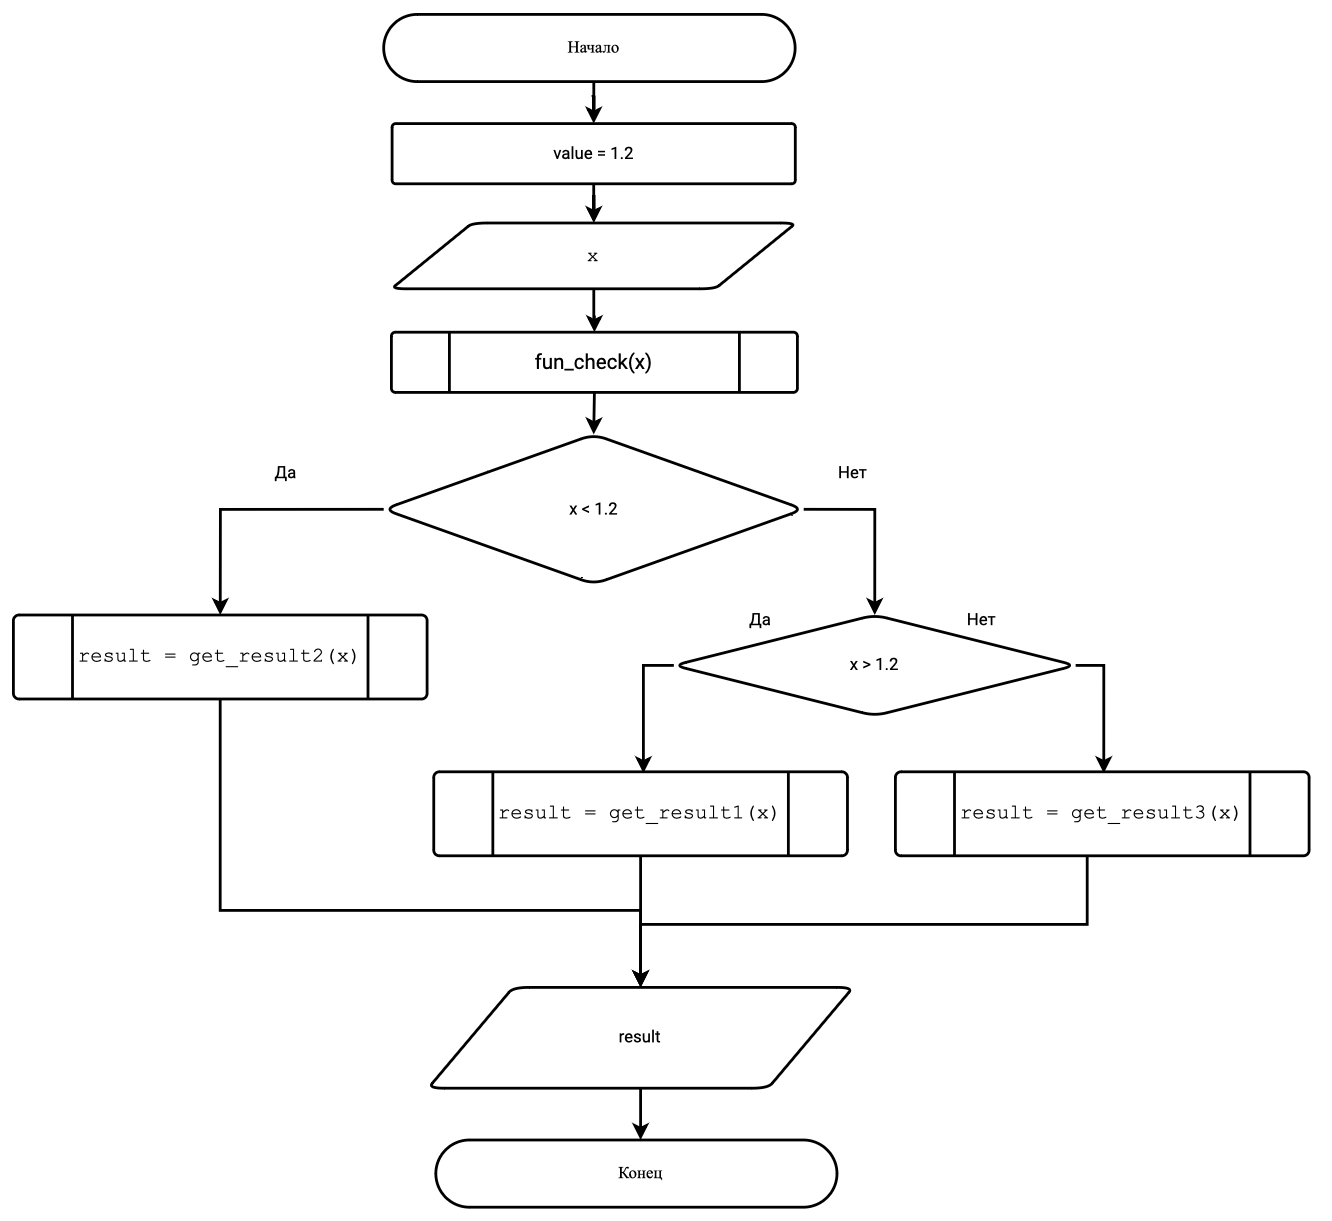 Начало
value = 1.2
x
fun_check(x)
Да
Нет
x < 1.2
Да
Нет
result = get_result2(x)
x > 1.2
result = get_result1(x)
result = get_result3(x)
result
Конец